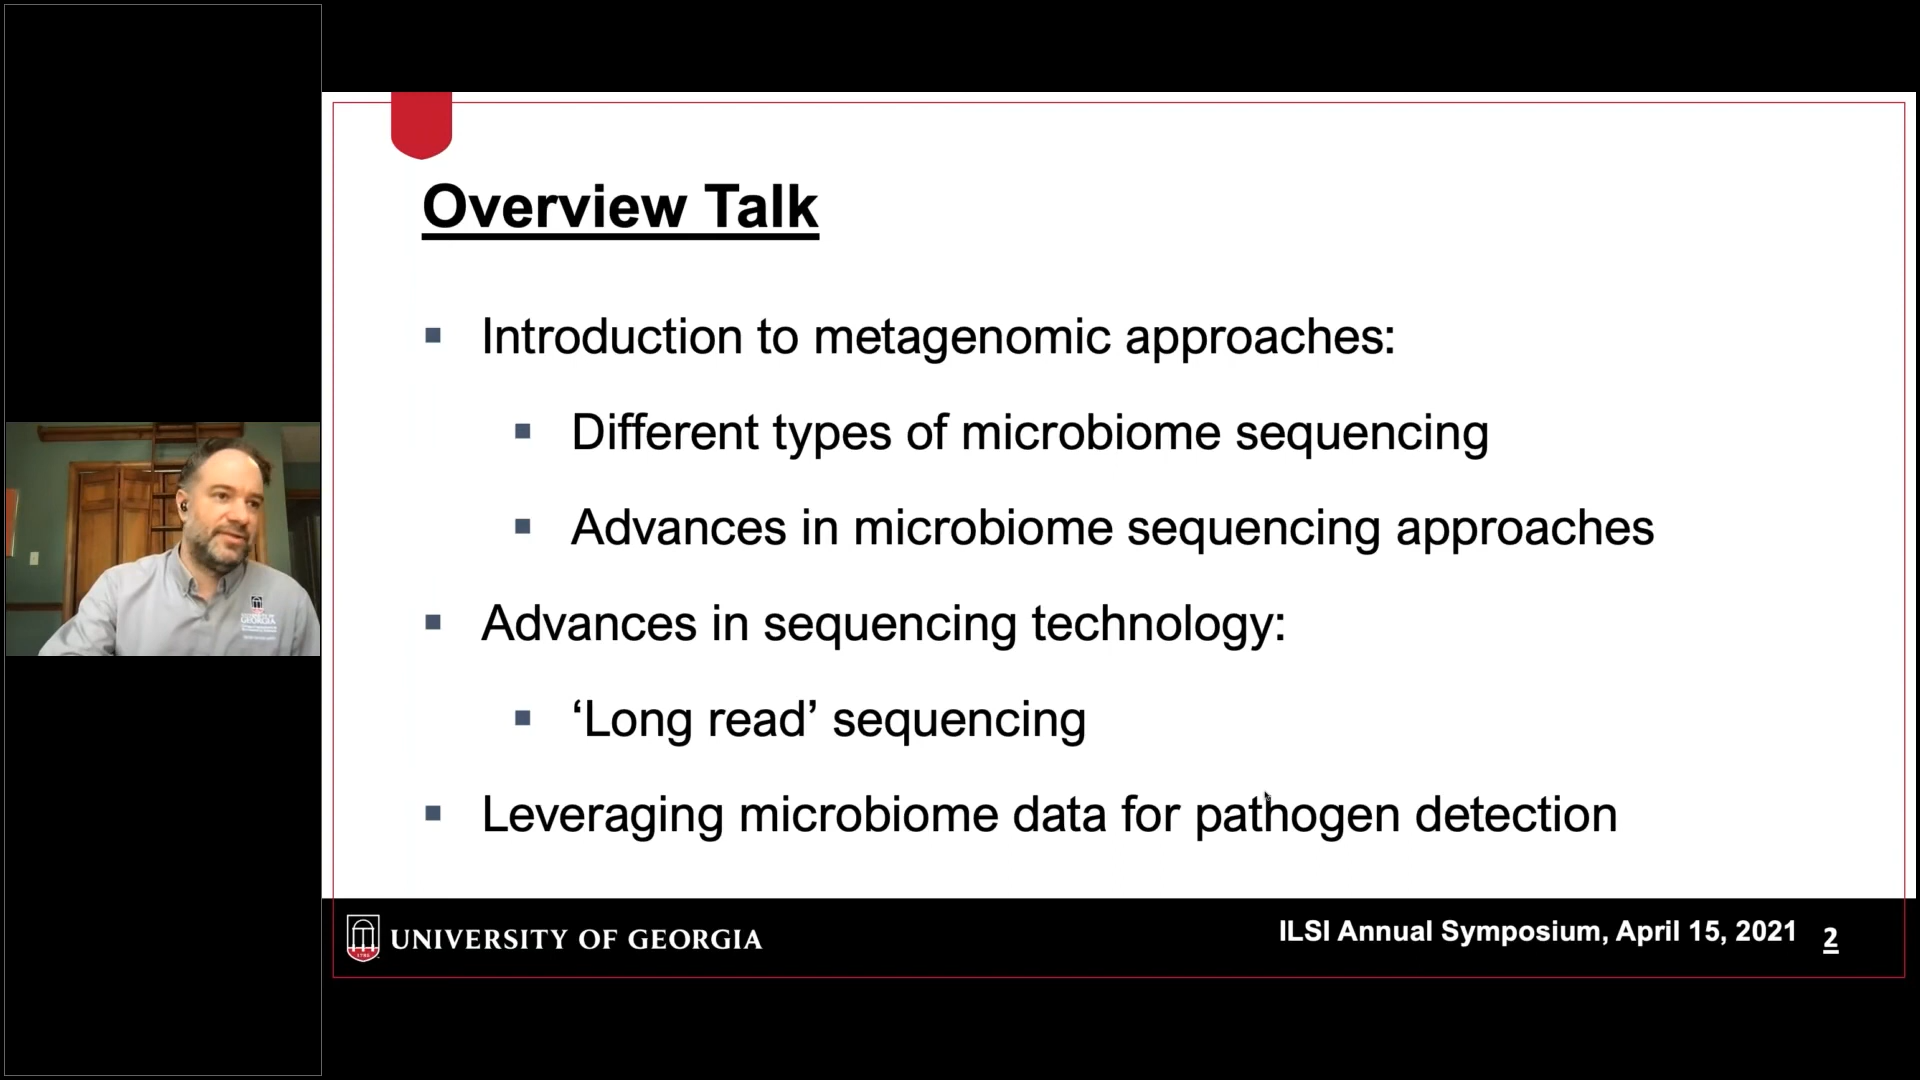 Overview Talk
Introduction to metagenomic approaches:
Different types of microbiome sequencing
Advances in microbiome sequencing approaches
Advances in sequencing technology:
‘Long read’ sequencing
Leveraging microbiome data for pathogen detection
UNIVERSITY OF GEORGIA
ILSI Annual Symposium, April 15, 2021
2
GEORGIA